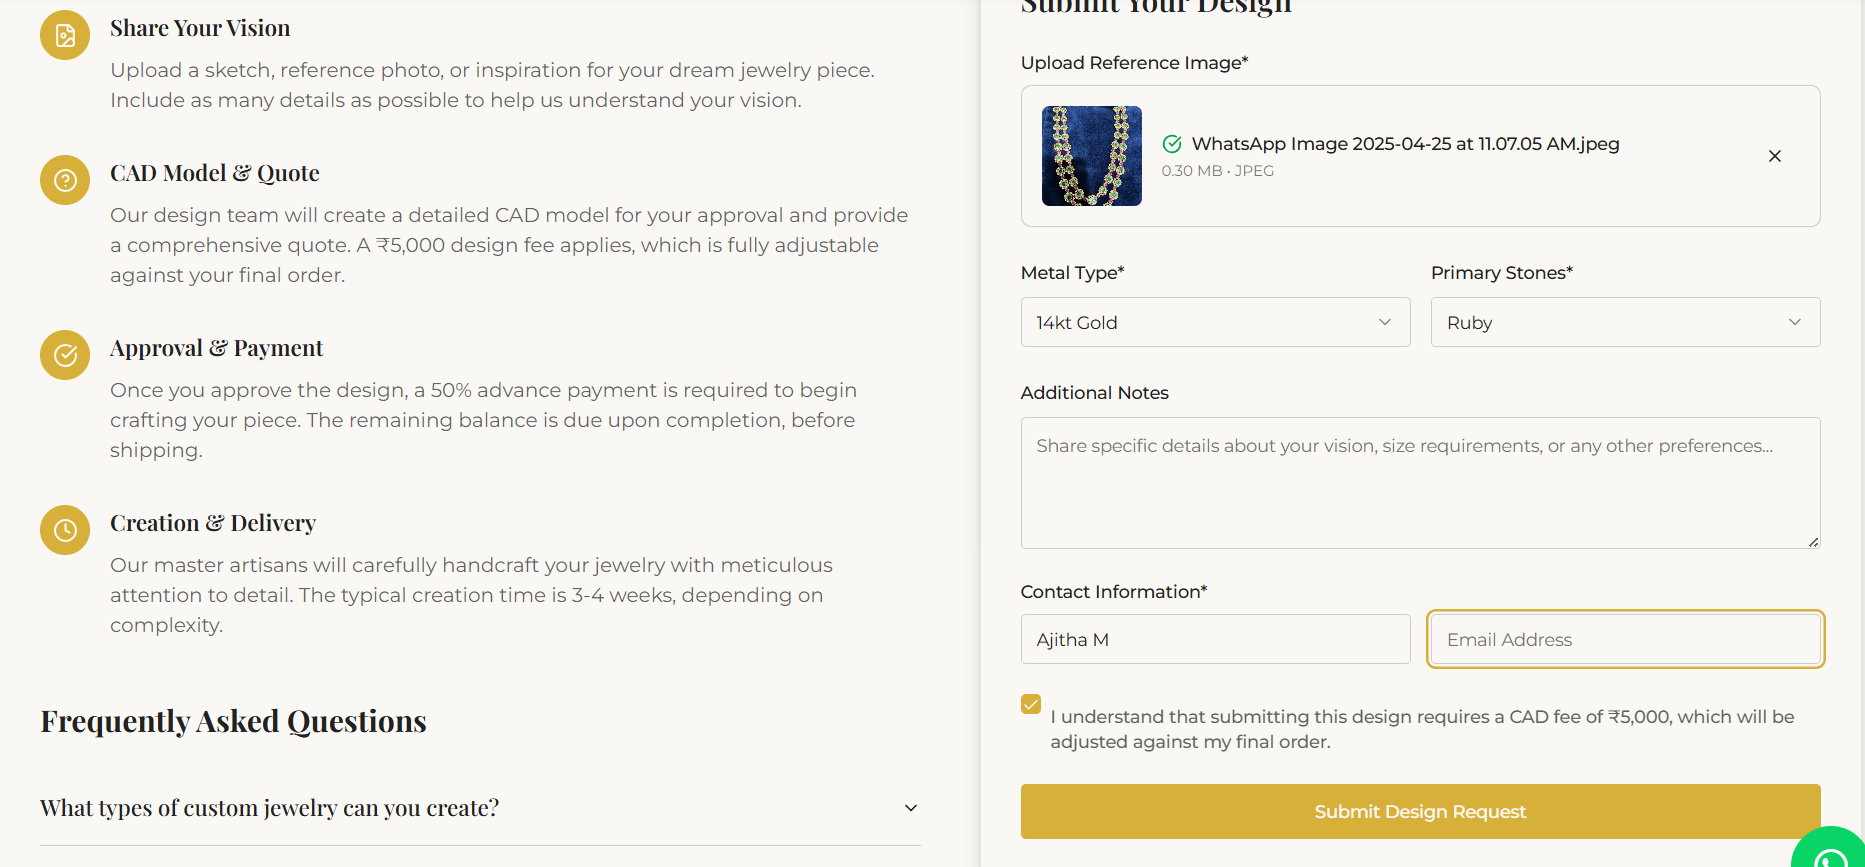 Share Your Vision
Upload a sketch, reference photo, or inspiration for your dream jewelry piece.
Include as many details as possible to help us understand your vision.
CAD Model & Quote
Our design team will create a detailed CAD model for your approval and provide
a comprehensive quote. A ₹5,000 design fee applies, which is fully adjustable
against your final order.
Approval & Payment
Once you approve the design, a 50% advance payment is required to begin
crafting your piece. The remaining balance is due upon completion, before
shipping.
Creation & Delivery
Our master artisans will carefully handcraft your jewelry with meticulous
attention to detail. The typical creation time is 3-4 weeks, depending on
complexity.
Frequently Asked Questions
What types of custom jewelry can you create?
Submit Your Design
Upload Reference Image*
WhatsApp Image 2025-04-25 at 11.07.05 AM.jpeg
0.30 MB • JPEG
Metal Type*
Primary Stones*
14kt Gold
Ruby
Additional Notes
Share specific details about your vision, size requirements, or any other preferences...
Contact Information*
Ajitha M
Email Address
I understand that submitting this design requires a CAD fee of ₹5,000, which will be
adjusted against my final order.
Submit Design Request